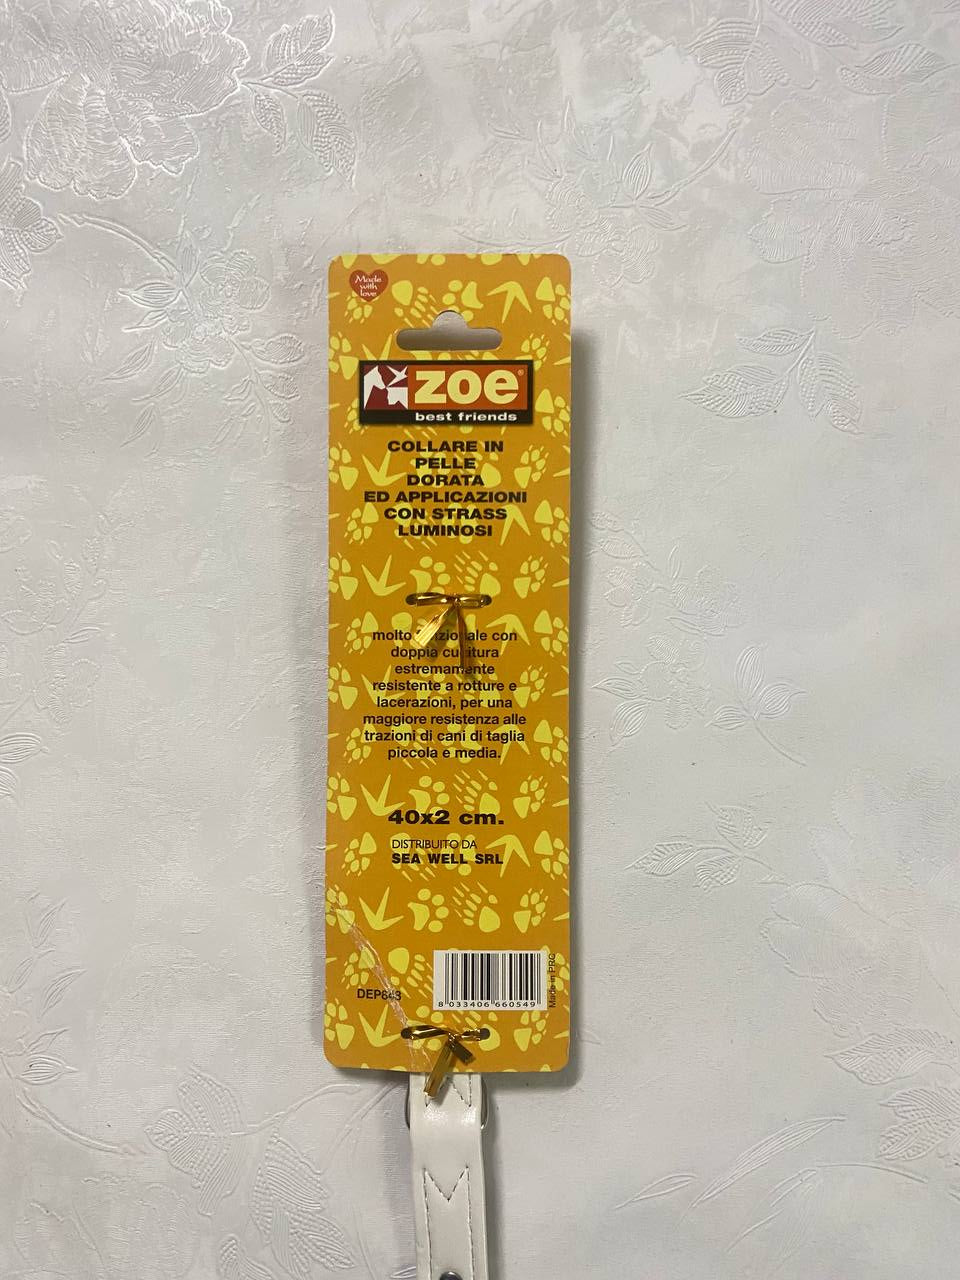 Made
with
love
zoe®
best friends
COLLARE IN
PELLE
DORATA
ED APPLICAZIONI
CON STRASS
LUMINOSI
molto con
doppia
estremamente
resistente a rotture e
lacerazioni, per una
maggiore resistenza alle
trazioni di cani di taglia
piccola e media.
40x2 cm.
DISTRIBUITO DA
SEA WELL SRL
Made in PRC
8 033406 660549